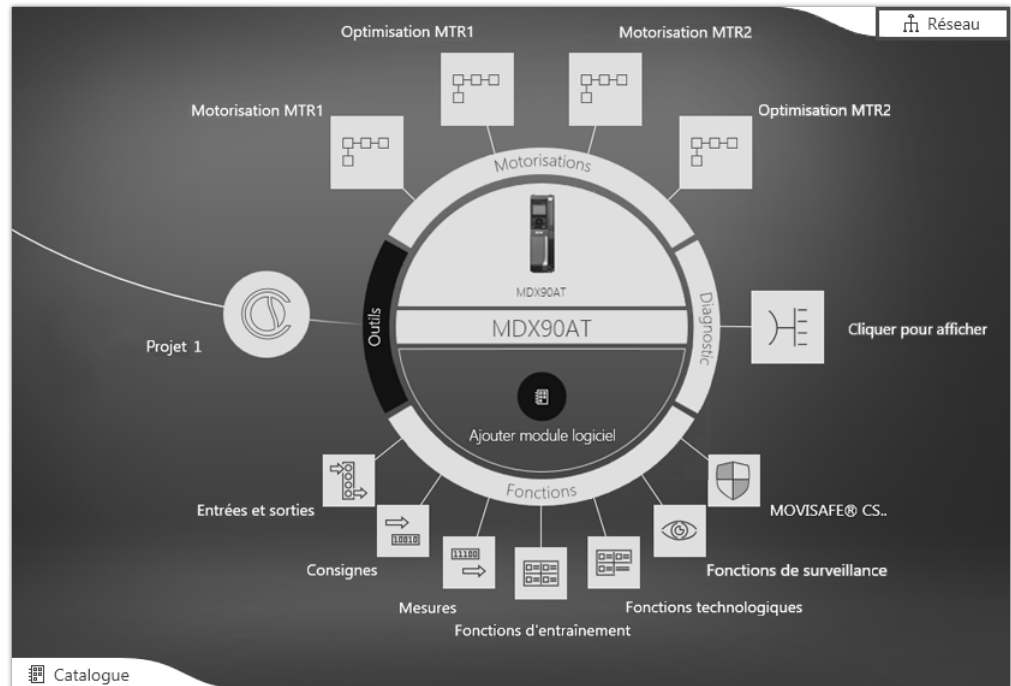 Réseau
Optimisation MTR1
Motorisation MTR2
Motorisation MTR1
Optimisation MTR2
Motorisations
MDX90AT
Outils
Diagnostic
MDX90AT
Cliquer pour afficher
Projet 1
Ajouter module logiciel
Fonctions
Entrées et sorties
MOVISAFE® CS..
10010
Consignes
11100
Fonctions de surveillance
Mesures
Fonctions technologiques
Fonctions d'entraînement
Catalogue